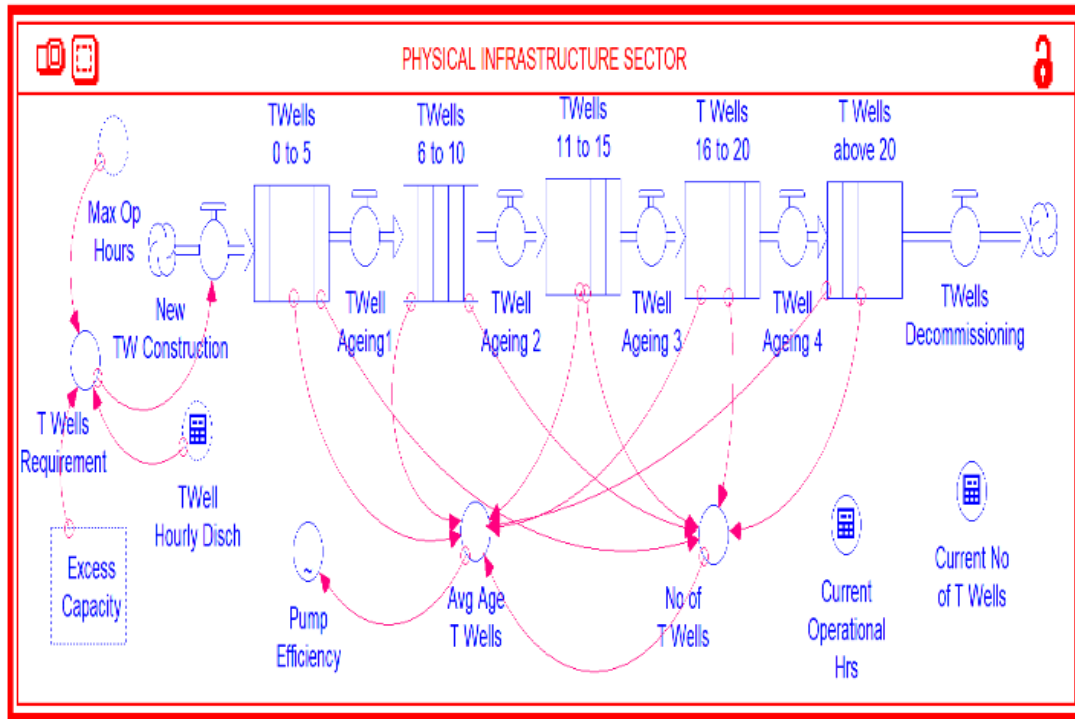 PHYSICAL INFRASTRUCTURE SECTOR
TWells
0 to 5
TWells
6 to 10
TWells
11 to 15
T Wells
16 to 20
T Wells
above 20
Max Op
Hours
New
TW Construction
TWell
Ageing1
TWell
Ageing 2
TWell
Ageing 3
TWell
Ageing 4
TWells
Decommissioning
T Wells
Requirement
TWell
Hourly Disch
Excess
Capacity
~
Pump
Efficiency
Avg Age
T Wells
No of
T Wells
Current
Operational
Hrs
Current No
of T Wells